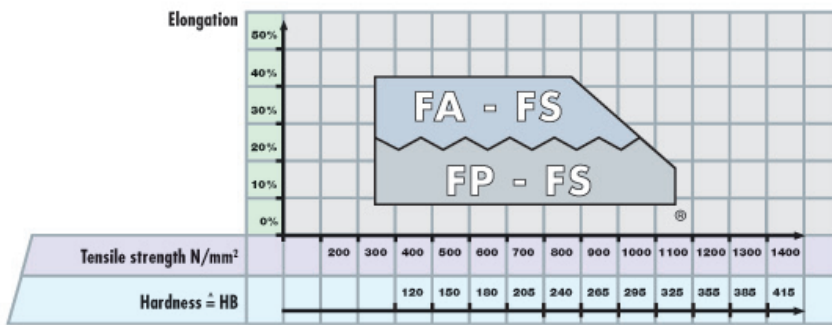 Elongation
50%
40%
30%
20%
10%
0%
FA - FS
FP - FS
®
Tensile strength N/mm² 200 300 400 500 600 700 800 900 1000 1100 1200 1300 1400
Hardness ≙ HB 120 150 180 205 240 265 295 325 355 385 415